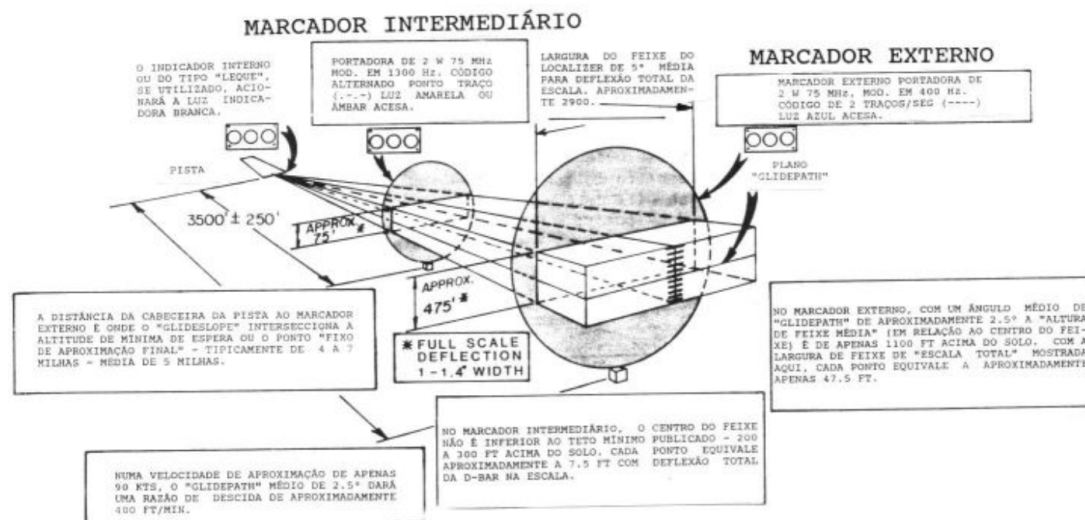 MARCADOR INTERMEDIÁRIO
O INDICADOR INTERNO
OU DO TIPO "LEQUE",
SE UTILIZADO, ACIO-
NARÁ A LUZ INDICA-
DORA BRANCA.
PORTADORA DE 2 W 75 MHz
MOD. EM 1300 Hz. CÓDIGO
ALTERNADO PONTO TRAÇO
(.-.-) LUZ AMARELA OU
ÂMBAR ACESA.
LARGURA DO FEIXE DO
LOCALIZER DE 5° MÉDIA
PARA DEFLEXÃO TOTAL DA
ESCALA. APROXIMADAMEN-
TE 2900.
MARCADOR EXTERNO
MARCADOR EXTERNO PORTADORA DE
2 W 75 MHz, MOD. EM 400 Hz.
CÓDIGO DE 2 TRAÇOS/SEG (----)
LUZ AZUL ACESA.
PISTA
PLANO
"GLIDEPATH"
3500' ± 250'
APPROX
75' *
APPROX.
475' *
* FULL SCALE
DEFLECTION
1-1.4° WIDTH
A DISTÂNCIA DA CABECEIRA DA PISTA AO MARCADOR
EXTERNO É ONDE O "GLIDESLOPE" INTERSECCIONA A
ALTITUDE DE MÍNIMA DE ESPERA OU O PONTO "FIXO
DE APROXIMAÇÃO FINAL" - TIPICAMENTE DE 4 A 7
MILHAS - MÉDIA DE 5 MILHAS.
NO MARCADOR EXTERNO, COM UM ÂNGULO MÉDIO DE
"GLIDEPATH" DE APROXIMADAMENTE 2.5° A "ALTURA
DE FEIXE MÉDIA" (EM RELAÇÃO AO CENTRO DO FEI-
XE) É DE APENAS 1100 FT ACIMA DO SOLO. COM A
LARGURA DE FEIXE DE "ESCALA TOTAL" MOSTRADA
AQUI, CADA PONTO EQUIVALE A APROXIMADAMENTE
APENAS 47.5 FT.
NO MARCADOR INTERMEDIÁRIO, O CENTRO DO FEIXE
NÃO É INFERIOR AO TETO MÍNIMO PUBLICADO - 200
A 300 FT ACIMA DO SOLO. CADA PONTO EQUIVALE
APROXIMADAMENTE A 7.5 FT COM DEFLEXÃO TOTAL
DA D-BAR NA ESCALA.
NUMA VELOCIDADE DE APROXIMAÇÃO DE APENAS
90 KTS, O "GLIDEPATH" MÉDIO DE 2.5° DARÁ
UMA RAZÃO DE DESCIDA DE APROXIMADAMENTE
400 FT/MIN.